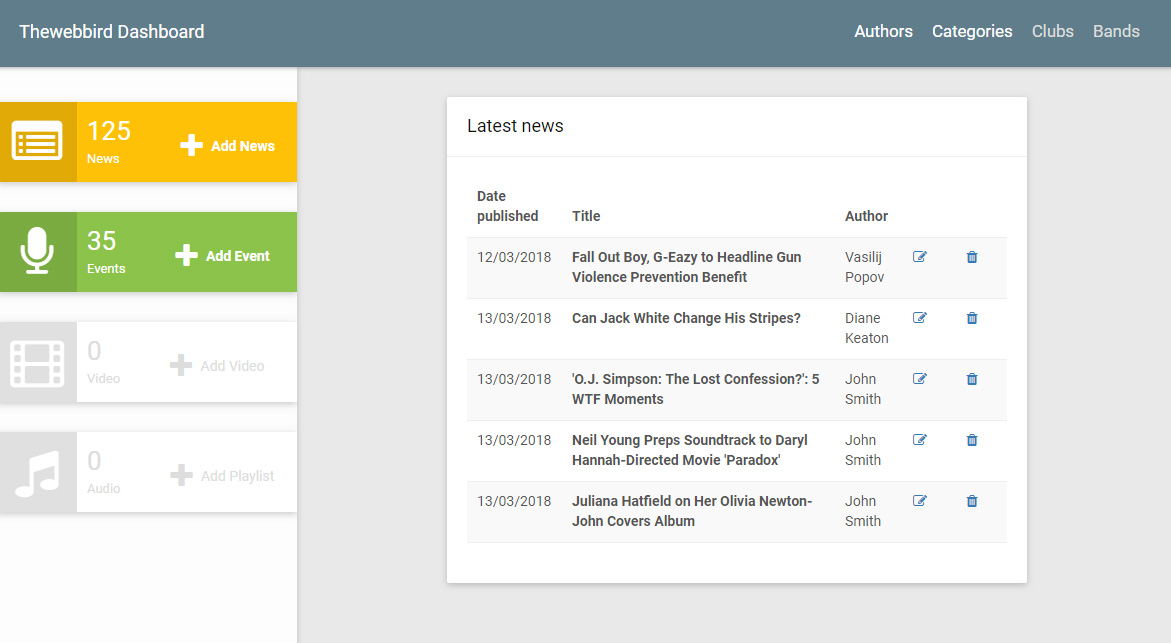 Thewebbird Dashboard
Authors Categories Clubs Bands
125
News
Add News
35
Events
Add Event
0
Video
Add Video
0
Audio
Add Playlist
Latest news
Date
published Title Author
12/03/2018 Fall Out Boy, G-Eazy to Headline Gun Vasilij
Violence Prevention Benefit Popov
13/03/2018 Can Jack White Change His Stripes? Diane
Keaton
13/03/2018 'O.J. Simpson: The Lost Confession?': 5 John
WTF Moments Smith
13/03/2018 Neil Young Preps Soundtrack to Daryl John
Hannah-Directed Movie 'Paradox' Smith
13/03/2018 Juliana Hatfield on Her Olivia Newton- John
John Covers Album Smith